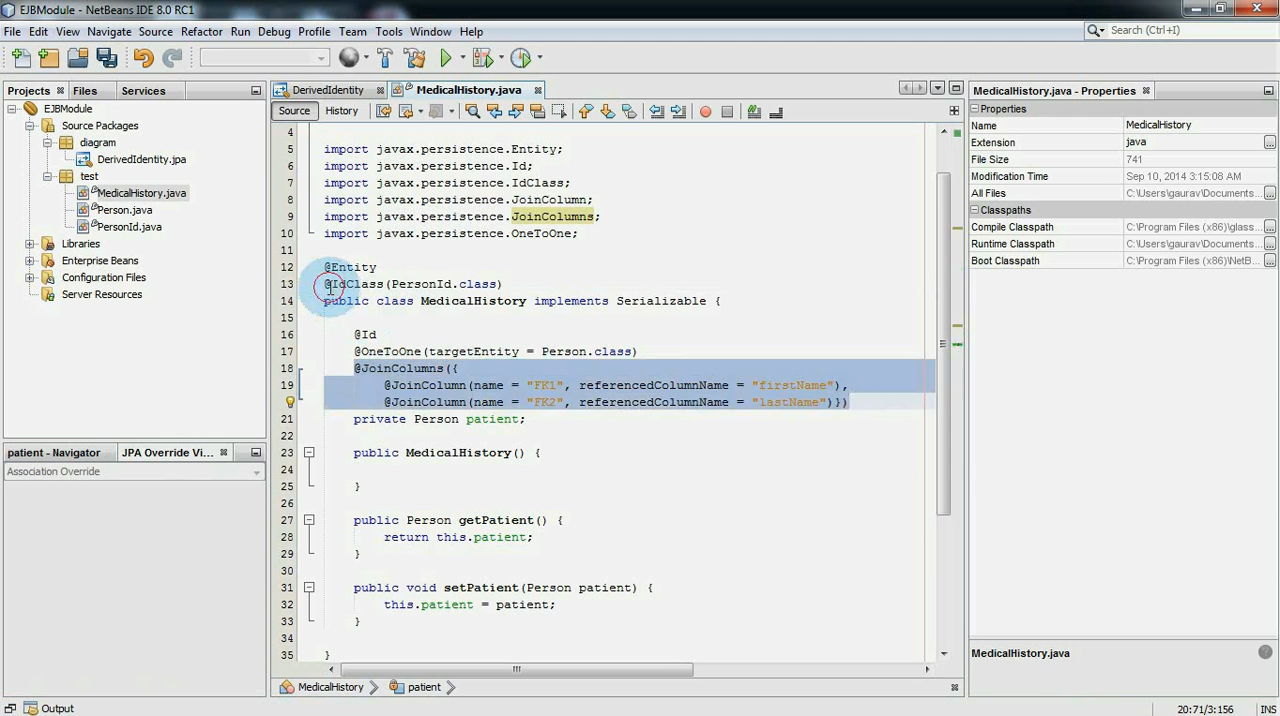 EJBModule - NetBeans IDE 8.0 RC1
File Edit View Navigate Source Refactor Run Debug Profile Team Tools Window Help
Search (Ctrl+I)
Projects Files Services
EJBModule
Source Packages
diagram
DerivedIdentity.jpa
test
MedicalHistory.java
Person.java
PersonId.java
Libraries
Enterprise Beans
Configuration Files
Server Resources
patient - Navigator JPA Override Vi...
Association Override
DerivedIdentity MedicalHistory.java
Source History
4
5 import javax.persistence.Entity;
6 import javax.persistence.Id;
7 import javax.persistence.IdClass;
8 import javax.persistence.JoinColumn;
9 import javax.persistence.JoinColumns;
10 import javax.persistence.OneToOne;
11
12 @Entity
13 @IdClass(PersonId.class)
14 public class MedicalHistory implements Serializable {
15
16 @Id
17 @OneToOne(targetEntity = Person.class)
18 @JoinColumns({
19 @JoinColumn(name = "FK1", referencedColumnName = "firstName"),
20 @JoinColumn(name = "FK2", referencedColumnName = "lastName")})
21 private Person patient;
22
23 public MedicalHistory() {
24
25 }
26
27 public Person getPatient() {
28 return this.patient;
29 }
30
31 public void setPatient(Person patient) {
32 this.patient = patient;
33 }
34
35 }
MedicalHistory patient
MedicalHistory.java - Properties
Properties
Name MedicalHistory
Extension java
File Size 741
Modification Time Sep 10, 2014 3:15:08 AM
All Files C:\Users\gaurav\Documents...
Classpaths
Compile Classpath C:\Program Files (x86)\glass...
Runtime Classpath C:\Users\gaurav\Documents...
Boot Classpath C:\Program Files (x86)\NetB...
MedicalHistory.java
Output
20:71/3:156 INS